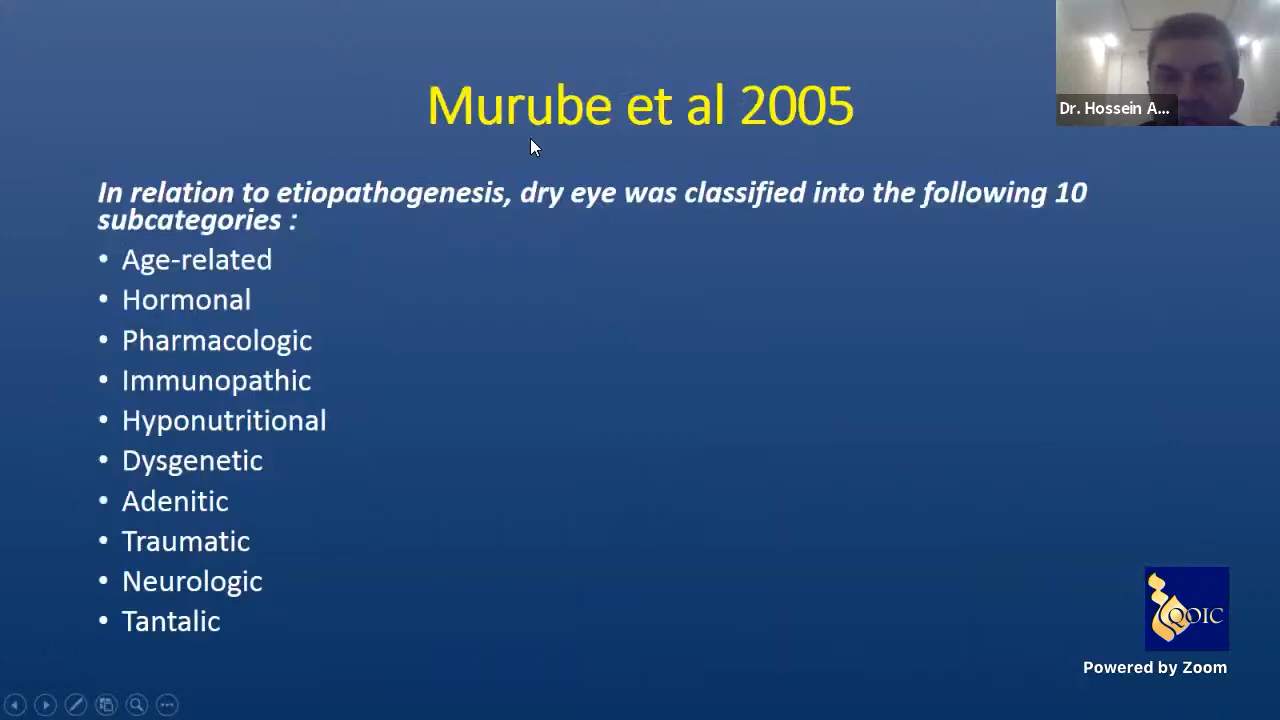 Murube et al 2005
Dr. Hossein A...
In relation to etiopathogenesis, dry eye was classified into the following 10
subcategories :
• Age-related
• Hormonal
• Pharmacologic
• Immunopathic
• Hyponutritional
• Dysgenetic
• Adenitic
• Traumatic
• Neurologic
• Tantalic
QOIC
Powered by Zoom